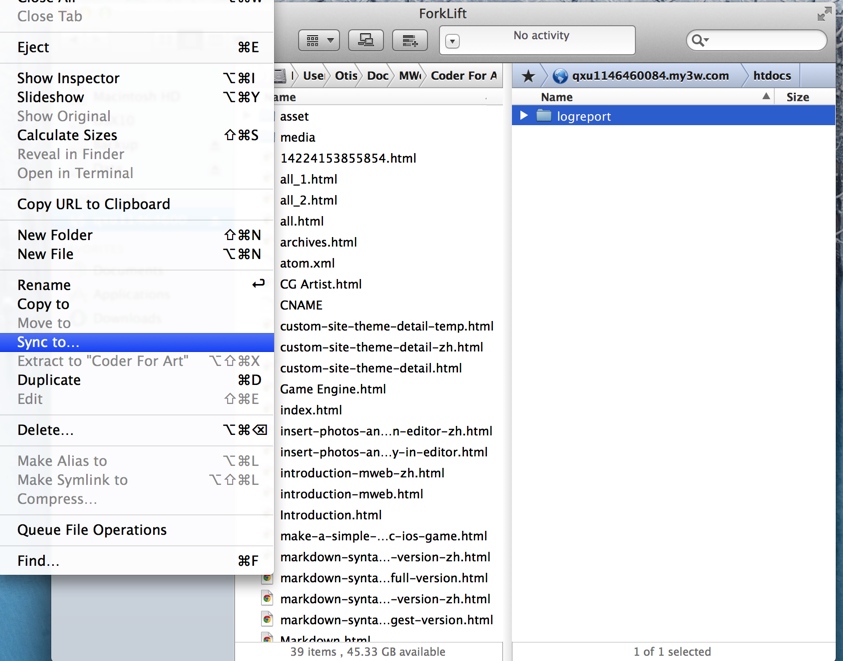 Close All
Close Tab
Eject ⌘E
Show Inspector ⌥⌘I
Slideshow ⌥⌘Y
Show Original
Calculate Sizes ⇧⌘S
Reveal in Finder
Open in Terminal
Copy URL to Clipboard
New Folder ⇧⌘N
New File ⌥⌘N
Rename ↩
Copy to
Move to
Sync to...
Extract to "Coder For Art" ⌥⇧⌘X
Duplicate ⌘D
Edit ⇧⌘E
Delete... ⌥⌘⌫
Make Alias to ⌥⌘L
Make Symlink to ⌥⇧⌘L
Compress...
Queue File Operations
Find... ⌘F
ForkLift
No activity
Use Otis Doc MW Coder For A
ame
asset
media
14224153855854.html
all_1.html
all_2.html
all.html
archives.html
atom.xml
CG Artist.html
CNAME
custom-site-theme-detail-temp.html
custom-site-theme-detail-zh.html
custom-site-theme-detail.html
Game Engine.html
index.html
insert-photos-an...n-editor-zh.html
insert-photos-an...y-in-editor.html
introduction-mweb-zh.html
introduction-mweb.html
Introduction.html
make-a-simple-...c-ios-game.html
markdown-synta...-version-zh.html
markdown-synta...full-version.html
markdown-synta...-version-zh.html
markdown-synta...gest-version.html
Markdown.html
39 items , 45.33 GB available
qxu1146460084.my3w.com htdocs
Name Size
logreport
1 of 1 selected